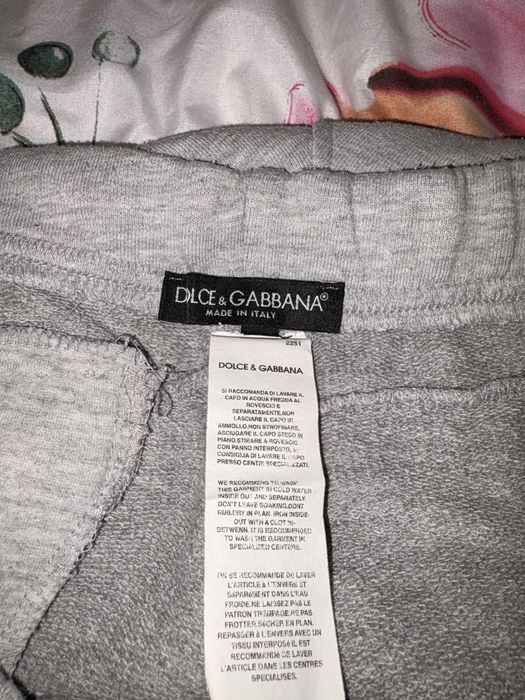 DOLCE & GABBANA®
MADE IN ITALY
2251
DOLCE & GABBANA
SI RACCOMANDA DI LAVARE IL
CAPO IN ACQUA FREDDA AL
ROVESCIO E
SEPARATAMENTE.NON
LASCIARE IL CAPO IN
AMMOLLO.NON STROFINARE.
ASCIUGARE IL CAPO STESO IN
PIANO.STIRARE A ROVESCIO
CON PANNO INTERPOSTO. SI
CONSIGLIA DI LAVARE IL CAPO
PRESSO CENTRI SPECIALIZZATI.
WE RECOMMEND TO WASH
THIS GARMENT IN COLD WATER
INSIDE OUT AND SEPARATELY.
DON'T LEAVE SOAKING.DONT
RUB.DRY IN PLAN. IRON INSIDE-
OUT WITH A CLOT IN-
BETWENN. IT IS RECOMMENDED
TO WASH THE GARMENT IN
SPECIALIZED CENTERS.
ON SE RECOMMANDE DE LAVER
L'ARTICLE À L'ENVERS ET
SÉPARMENT DANS L'EAU
FROIDE.NE LAISSEZ PAS LE
PATRON TREMPAGE.NE PAS
FROTTER.SÉCHER EN PLAN.
REPASSER À L'ENVERS AVEC UN
TISSU INTERPOSÉ.IL EST
RECOMMANDÉ DE LAVER
L'ARTICLE DANS LES CENTRES
SPÉCIALISÉS.